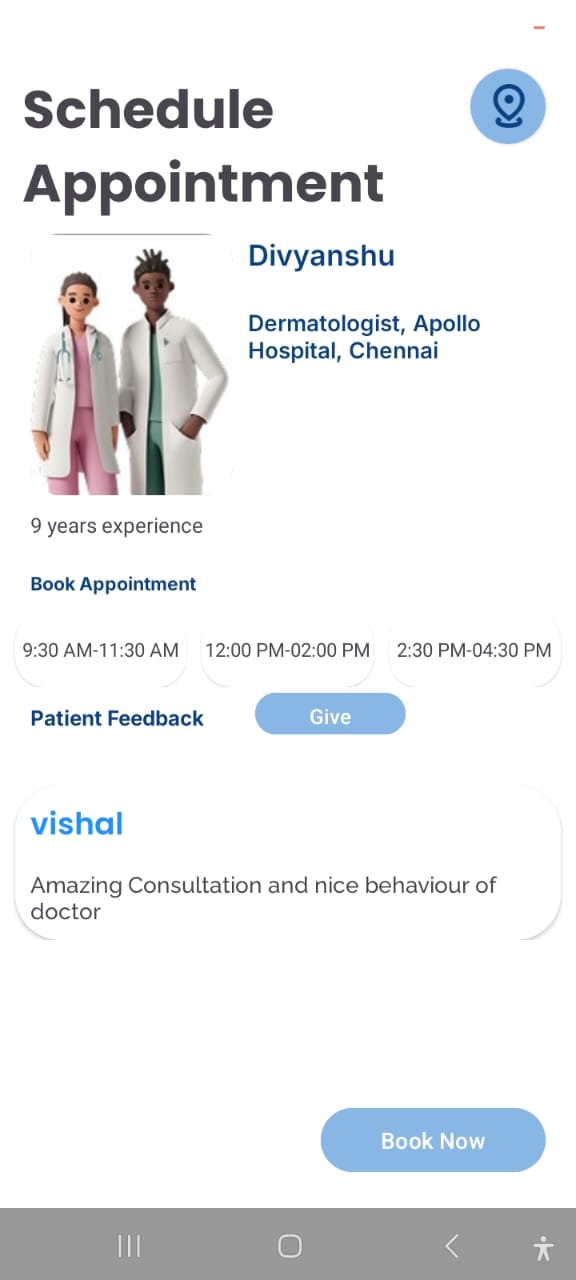 Schedule
Appointment
Divyanshu
Dermatologist, Apollo
Hospital, Chennai
9 years experience
Book Appointment
9:30 AM-11:30 AM
12:00 PM-02:00 PM
2:30 PM-04:30 PM
Patient Feedback
Give
vishal
Amazing Consultation and nice behaviour of
doctor
Book Now